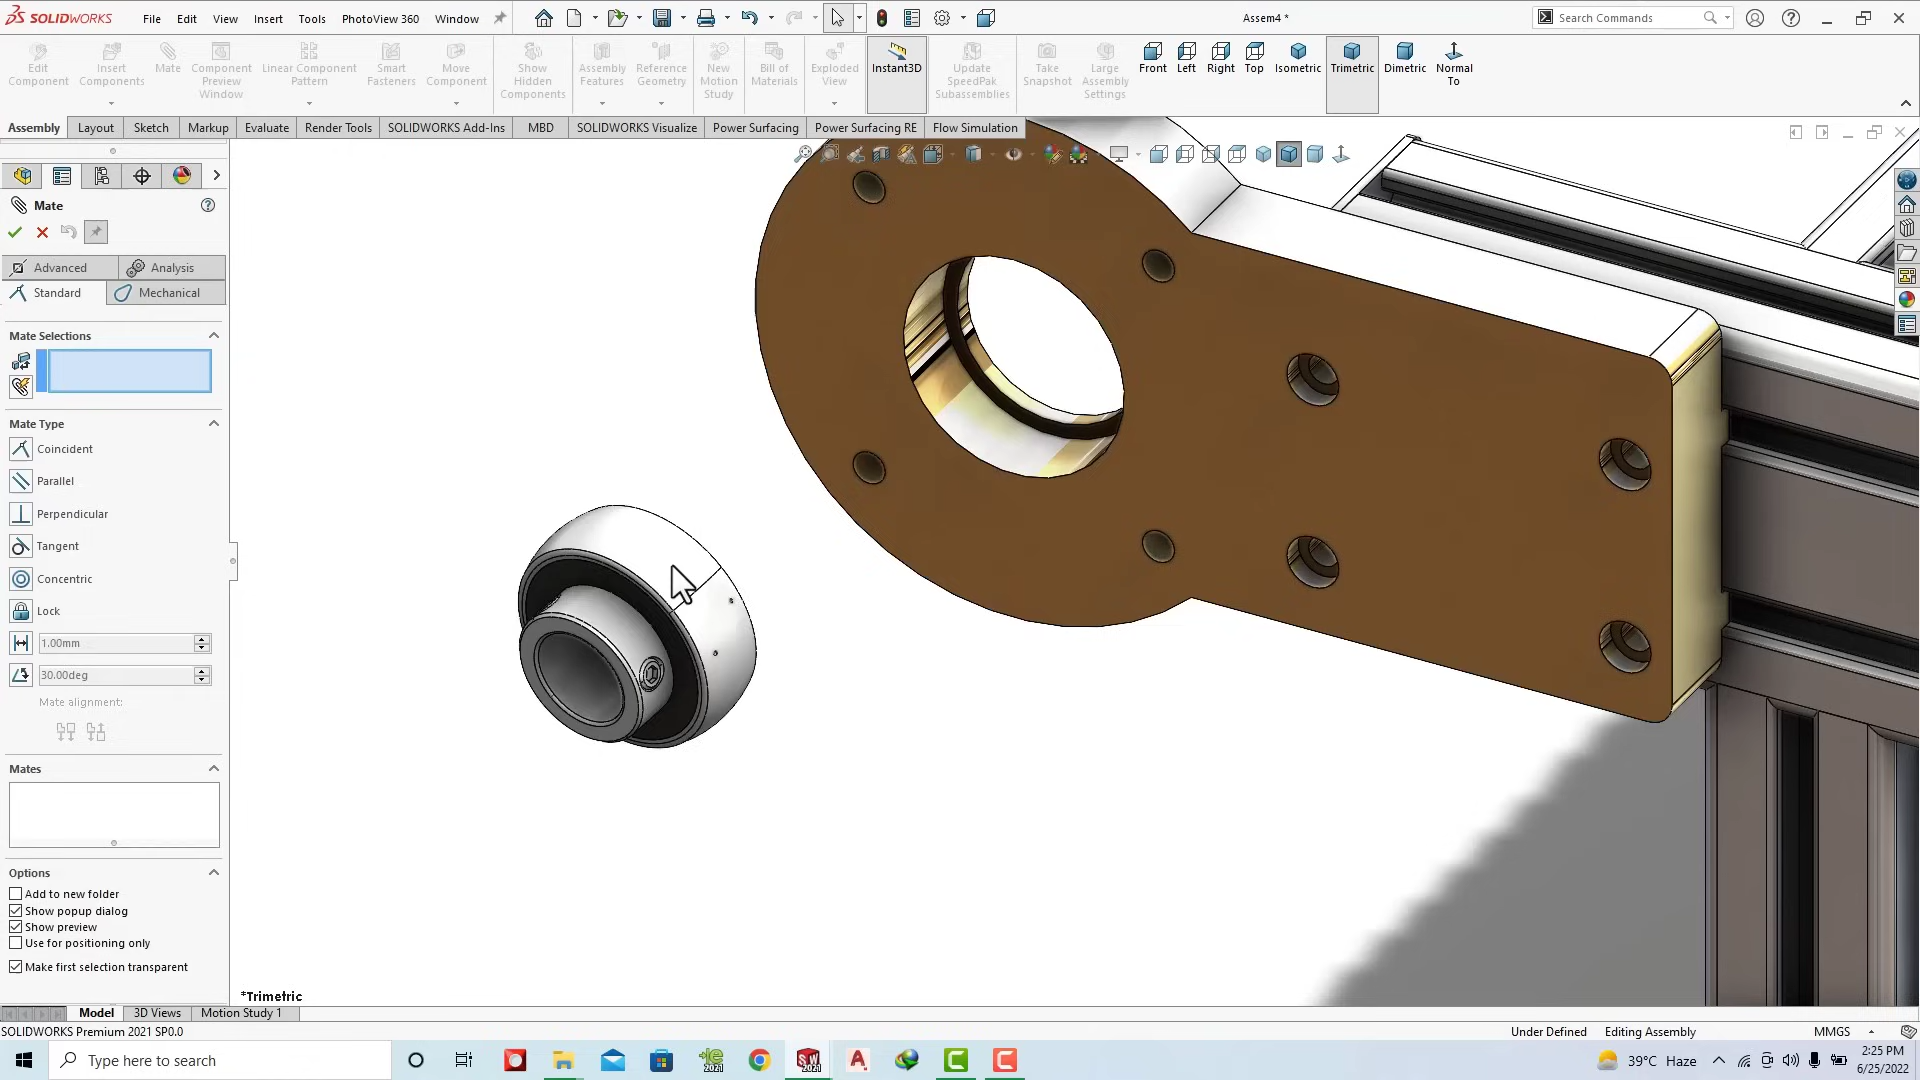 SOLIDWORKS File Edit View Insert Tools PhotoView 360 Window Assem4 * Search Commands
Edit Component Insert Components Mate Component Preview Window Linear Component Pattern Smart Fasteners Move Component Show Hidden Components Assembly Features Reference Geometry New Motion Study Bill of Materials Exploded View Instant3D Update SpeedPak Subassemblies Take Snapshot Large Assembly Settings Front Left Right Top Isometric Trimetric Dimetric Normal To
Assembly Layout Sketch Markup Evaluate Render Tools SOLIDWORKS Add-Ins MBD SOLIDWORKS Visualize Power Surfacing Power Surfacing RE Flow Simulation
Mate
Advanced Analysis
Standard Mechanical
Mate Selections
Mate Type
Coincident
Parallel
Perpendicular
Tangent
Concentric
Lock
1.00mm
30.00deg
Mate alignment:
Mates
Options
Add to new folder
Show popup dialog
Show preview
Use for positioning only
Make first selection transparent
*Trimetric
Model 3D Views Motion Study 1
SOLIDWORKS Premium 2021 SP0.0 Under Defined Editing Assembly MMGS
Type here to search 39°C Haze 2:25 PM
6/25/2022